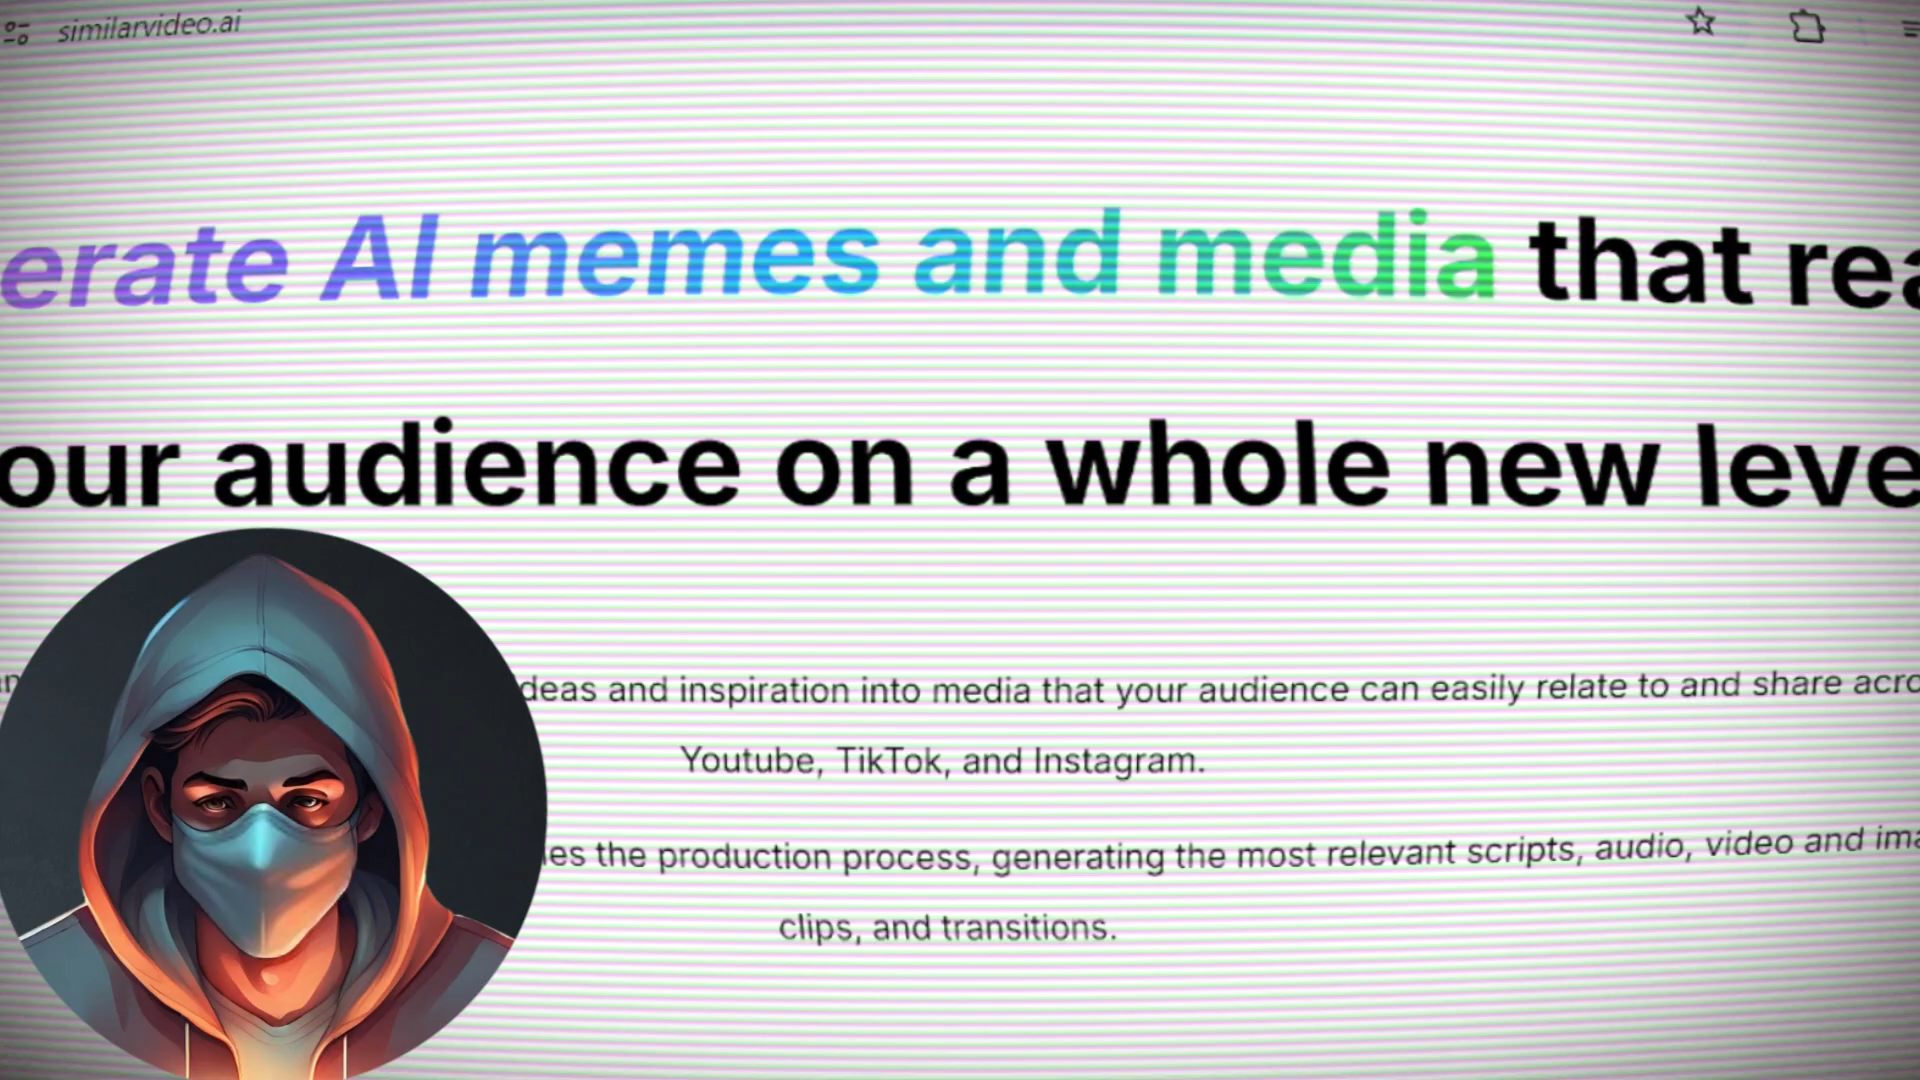 similarvideo.ai
erate AI memes and media that rea
our audience on a whole new leve
deas and inspiration into media that your audience can easily relate to and share acro
Youtube, TikTok, and Instagram.
es the production process, generating the most relevant scripts, audio, video and ima
clips, and transitions.